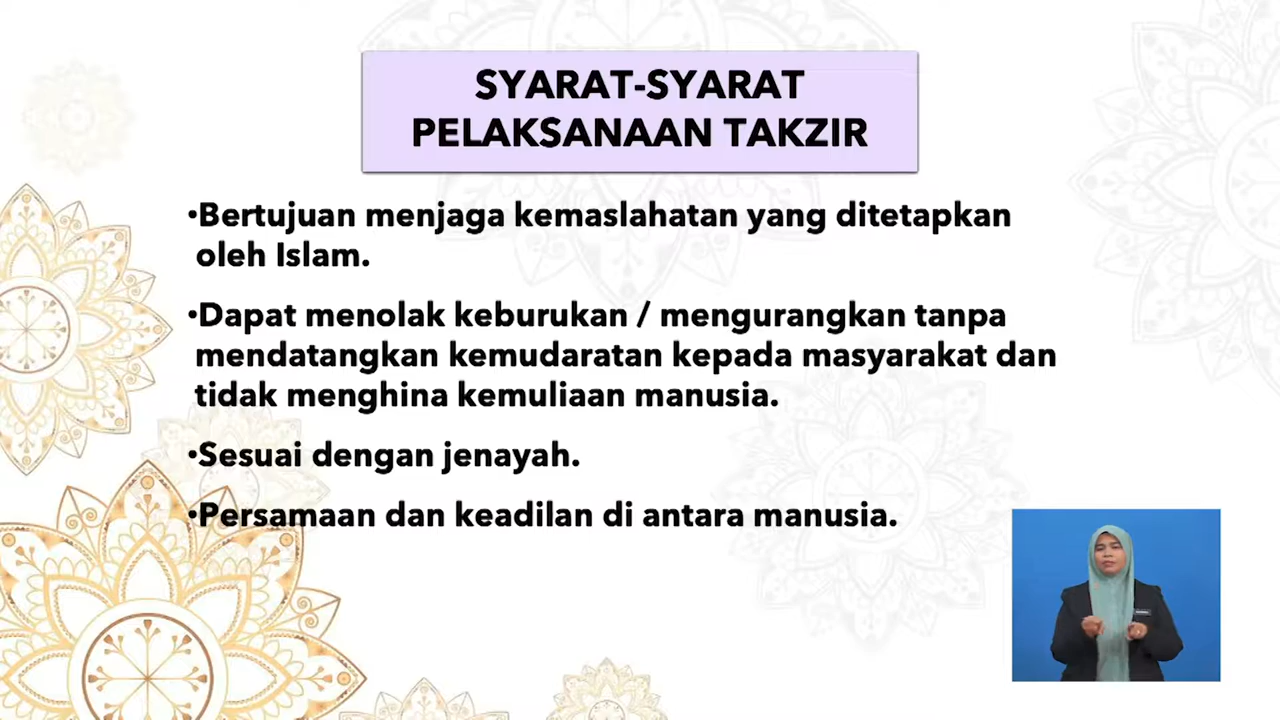 SYARAT-SYARAT
PELAKSANAAN TAKZIR
•Bertujuan menjaga kemaslahatan yang ditetapkan
oleh Islam.
•Dapat menolak keburukan / mengurangkan tanpa
mendatangkan kemudaratan kepada masyarakat dan
tidak menghina kemuliaan manusia.
•Sesuai dengan jenayah.
•Persamaan dan keadilan di antara manusia.